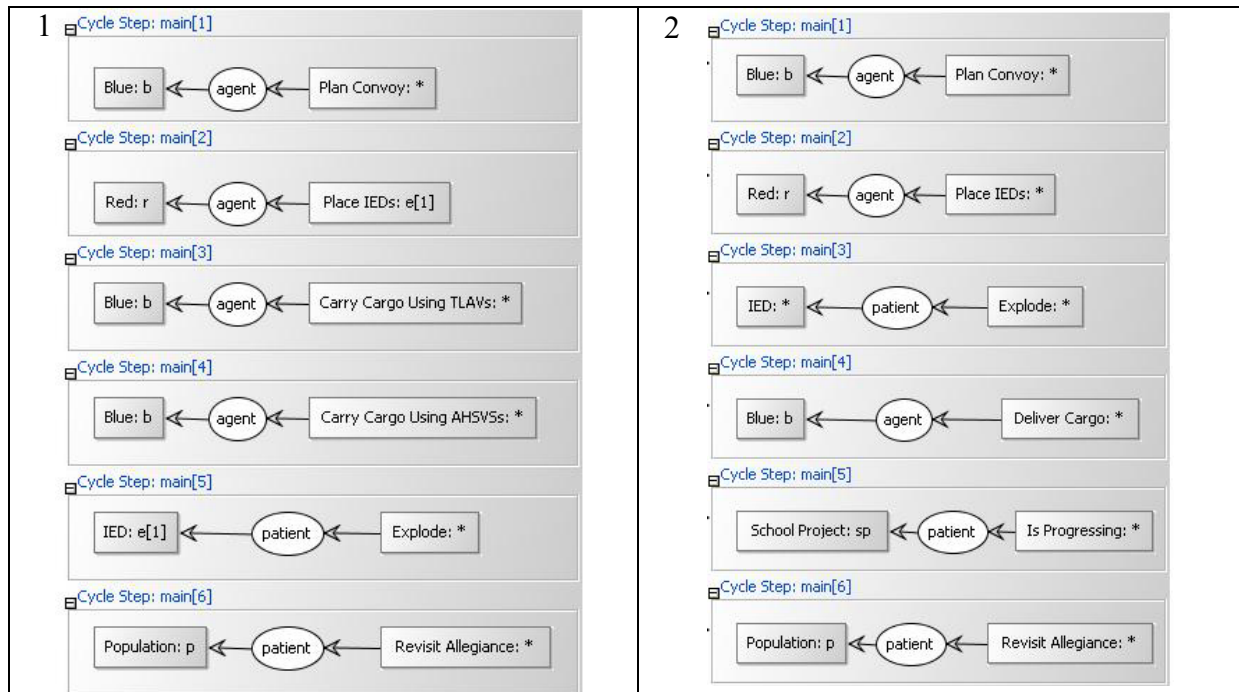 1
Cycle Step: main[1]
Blue: b agent Plan Convoy: *
Cycle Step: main[2]
Red: r agent Place IEDs: e[1]
Cycle Step: main[3]
Blue: b agent Carry Cargo Using TLAVs: *
Cycle Step: main[4]
Blue: b agent Carry Cargo Using AHSVSs: *
Cycle Step: main[5]
IED: e[1] patient Explode: *
Cycle Step: main[6]
Population: p patient Revisit Allegiance: *
2
Cycle Step: main[1]
Blue: b agent Plan Convoy: *
Cycle Step: main[2]
Red: r agent Place IEDs: *
Cycle Step: main[3]
IED: * patient Explode: *
Cycle Step: main[4]
Blue: b agent Deliver Cargo: *
Cycle Step: main[5]
School Project: sp patient Is Progressing: *
Cycle Step: main[6]
Population: p patient Revisit Allegiance: *